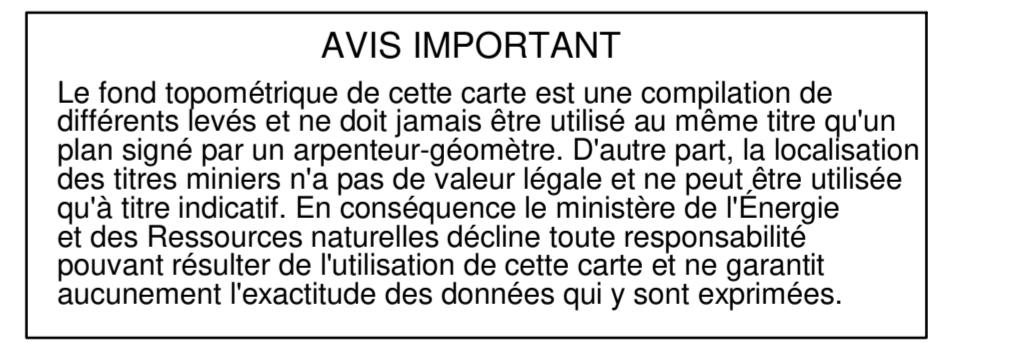 AVIS IMPORTANT
Le fond topométrique de cette carte est une compilation de
différents levés et ne doit jamais être utilisé au même titre qu'un
plan signé par un arpenteur-géomètre. D'autre part, la localisation
des titres miniers n'a pas de valeur légale et ne peut être utilisée
qu'à titre indicatif. En conséquence le ministère de l'Énergie
et des Ressources naturelles décline toute responsabilité
pouvant résulter de l'utilisation de cette carte et ne garantit
aucunement l'exactitude des données qui y sont exprimées.